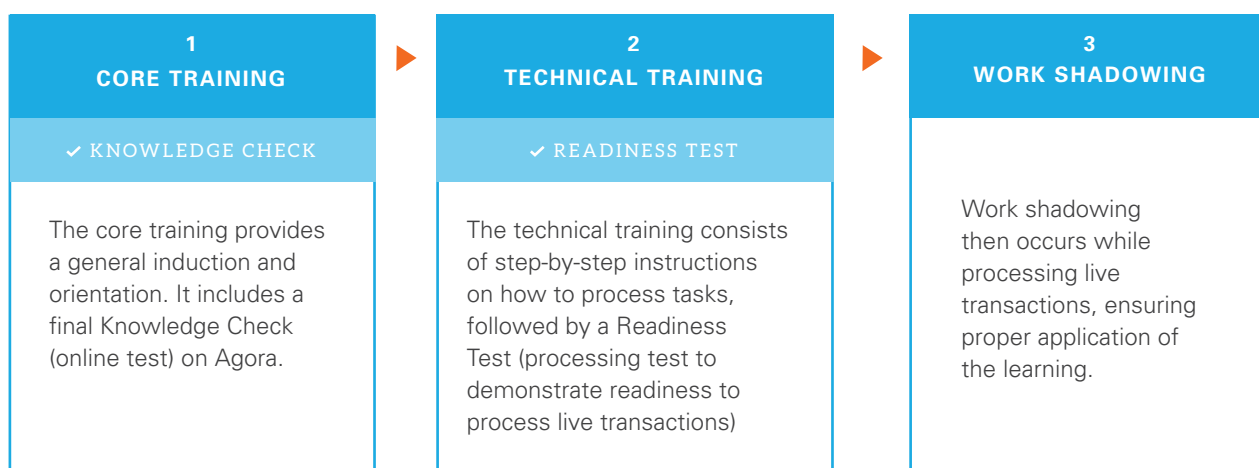 1
CORE TRAINING
✓ KNOWLEDGE CHECK
The core training provides
a general induction and
orientation. It includes a
final Knowledge Check
(online test) on Agora.
2
TECHNICAL TRAINING
✓ READINESS TEST
The technical training consists
of step-by-step instructions
on how to process tasks,
followed by a Readiness
Test (processing test to
demonstrate readiness to
process live transactions)
3
WORK SHADOWING
Work shadowing
then occurs while
processing live
transactions, ensuring
proper application of
the learning.